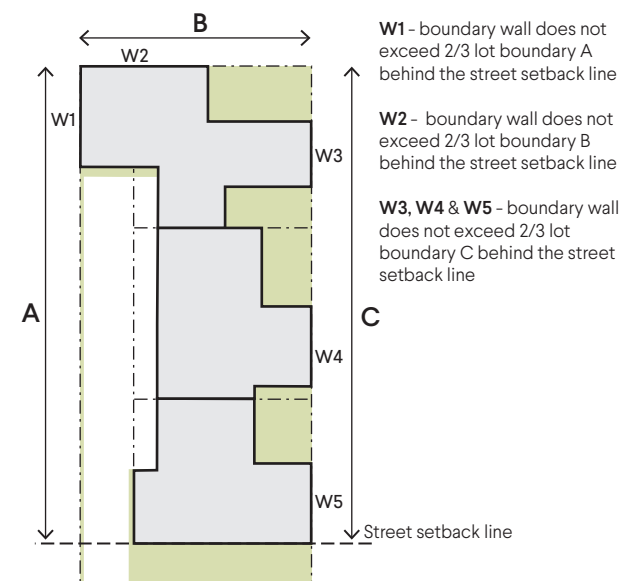 B
W2
W1
W3
A
C
W4
W5
Street setback line
W1 - boundary wall does not
exceed 2/3 lot boundary A
behind the street setback line
W2 - boundary wall does not
exceed 2/3 lot boundary B
behind the street setback line
W3, W4 & W5 - boundary wall
does not exceed 2/3 lot
boundary C behind the street
setback line